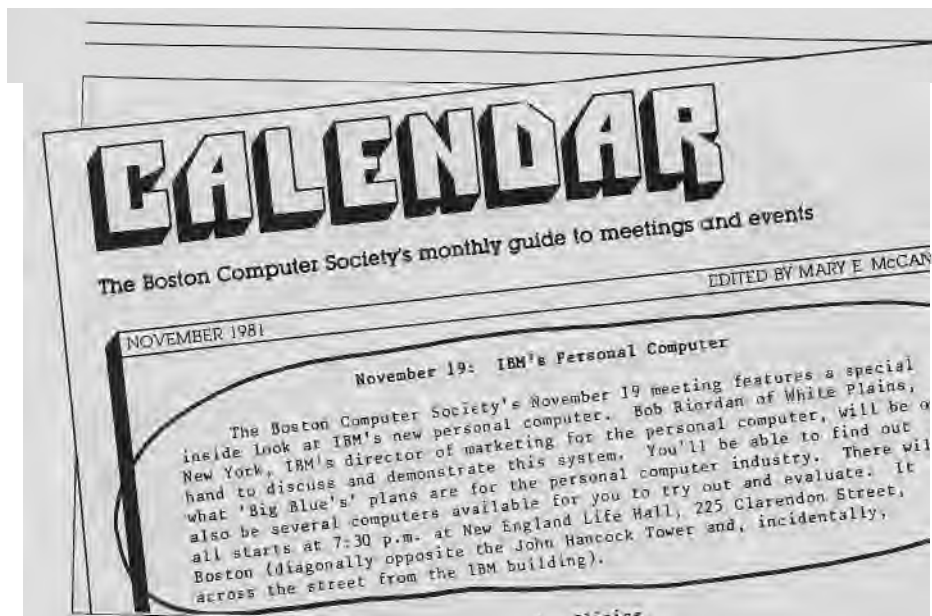 CALENDAR
The Boston Computer Society's monthly guide to meetings and events
EDITED BY MARY E. McCAN
NOVEMBER 1981
November 19: IBM's Personal Computer
The Boston Computer Society's November 19 meeting features a special
inside look at IBM's new personal computer. Bob Riordan of White Plains,
New York, IBM's director of marketing for the personal computer, will be o
hand to discuss and demonstrate this system. You'll be able to find out
what 'Big Blue's' plans are for the personal computer industry. There wil
also be several computers available for you to try out and evaluate. It
all starts at 7:30 p.m. at New England Life Hall, 225 Clarendon Street,
Boston (diagonally opposite the John Hancock Tower and, incidentally,
across the street from the IBM building).